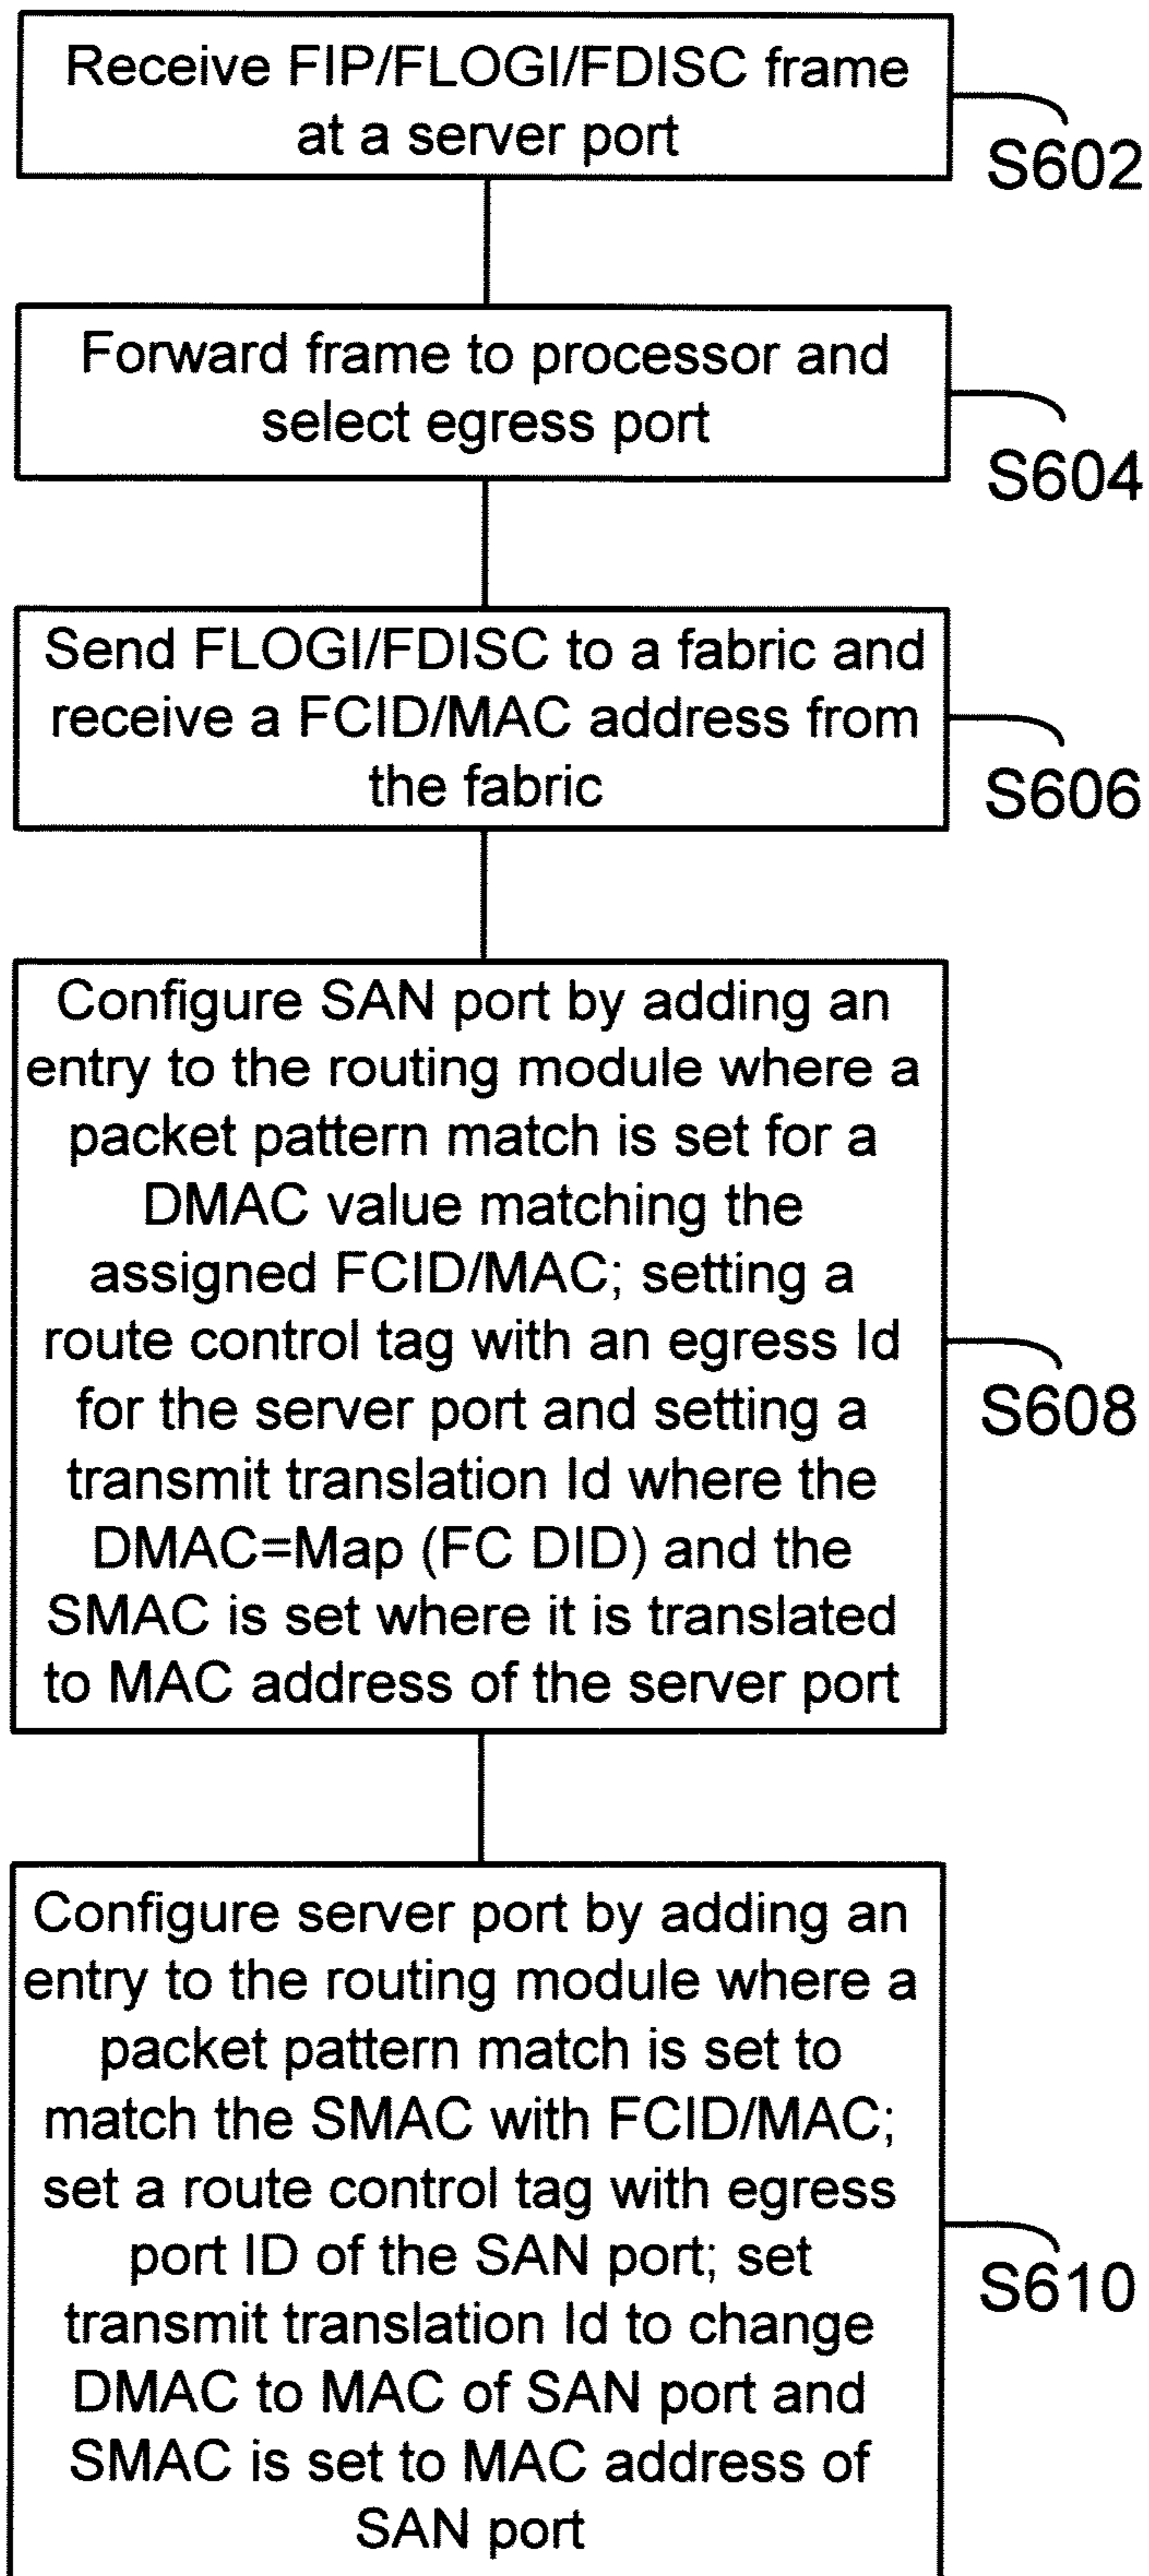 Receive FIP/FLOGI/FDISC frame
at a server port
S602
Forward frame to processor and
select egress port
S604
Send FLOGI/FDISC to a fabric and
receive a FCID/MAC address from
the fabric
S606
Configure SAN port by adding an
entry to the routing module where a
packet pattern match is set for a
DMAC value matching the
assigned FCID/MAC; setting a
route control tag with an egress Id
for the server port and setting a
transmit translation Id where the
DMAC=Map (FC DID) and the
SMAC is set where it is translated
to MAC address of the server port
S608
Configure server port by adding an
entry to the routing module where a
packet pattern match is set to
match the SMAC with FCID/MAC;
set a route control tag with egress
port ID of the SAN port; set
transmit translation Id to change
DMAC to MAC of SAN port and
SMAC is set to MAC address of
SAN port
S610